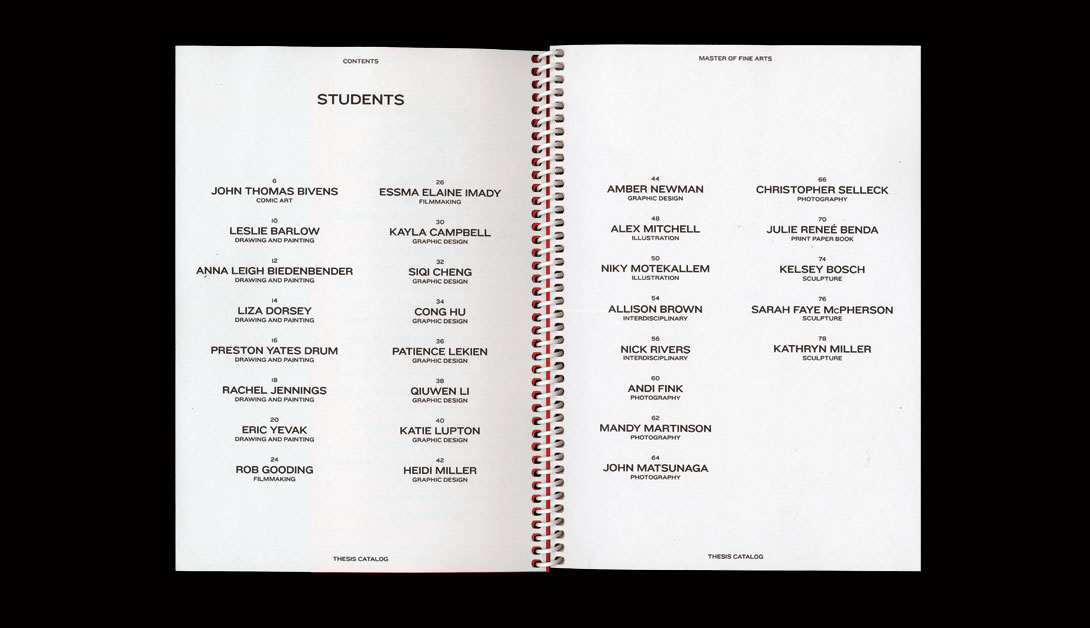 CONTENTS
STUDENTS
6
JOHN THOMAS BIVENS
COMIC ART
10
LESLIE BARLOW
DRAWING AND PAINTING
12
ANNA LEIGH BIEDENBENDER
DRAWING AND PAINTING
14
LIZA DORSEY
DRAWING AND PAINTING
16
PRESTON YATES DRUM
DRAWING AND PAINTING
18
RACHEL JENNINGS
DRAWING AND PAINTING
20
ERIC YEVAK
DRAWING AND PAINTING
24
ROB GOODING
FILMMAKING
26
ESSMA ELAINE IMADY
FILMMAKING
30
KAYLA CAMPBELL
GRAPHIC DESIGN
32
SIQI CHENG
GRAPHIC DESIGN
34
CONG HU
GRAPHIC DESIGN
36
PATIENCE LEKIEN
GRAPHIC DESIGN
38
QIUWEN LI
GRAPHIC DESIGN
40
KATIE LUPTON
GRAPHIC DESIGN
42
HEIDI MILLER
GRAPHIC DESIGN
THESIS CATALOG
MASTER OF FINE ARTS
44
AMBER NEWMAN
GRAPHIC DESIGN
48
ALEX MITCHELL
ILLUSTRATION
50
NIKY MOTEKALLEM
ILLUSTRATION
54
ALLISON BROWN
INTERDISCIPLINARY
56
NICK RIVERS
INTERDISCIPLINARY
60
ANDI FINK
PHOTOGRAPHY
62
MANDY MARTINSON
PHOTOGRAPHY
64
JOHN MATSUNAGA
PHOTOGRAPHY
66
CHRISTOPHER SELLECK
PHOTOGRAPHY
70
JULIE RENEÉ BENDA
PRINT PAPER BOOK
74
KELSEY BOSCH
SCULPTURE
76
SARAH FAYE McPHERSON
SCULPTURE
78
KATHRYN MILLER
SCULPTURE
THESIS CATALOG